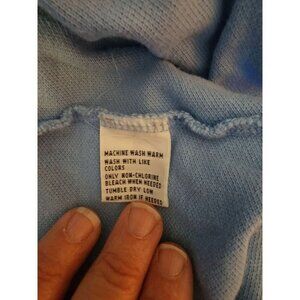 MACHINE WASH WARM
WASH WITH LIKE
COLORS
ONLY NON-CHLORINE
BLEACH WHEN NEEDED
TUMBLE DRY LOW
WARM IRON IF NEEDED